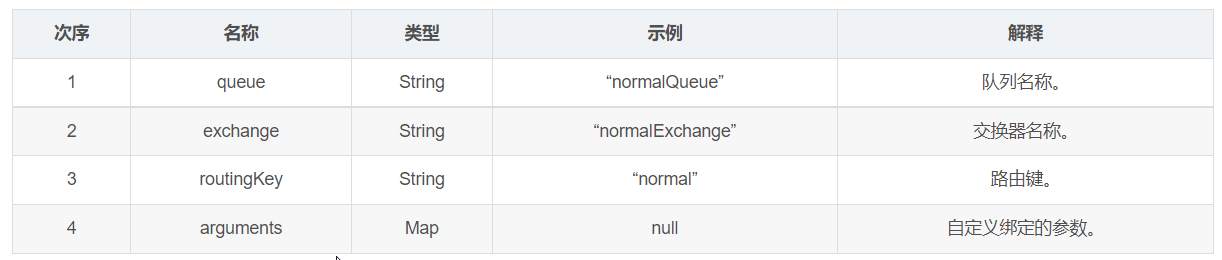 次序 名称 类型 示例 解释
1 queue String “normalQueue” 队列名称。
2 exchange String “normalExchange” 交换器名称。
3 routingKey String “normal” 路由键。
4 arguments Map null 自定义绑定的参数。